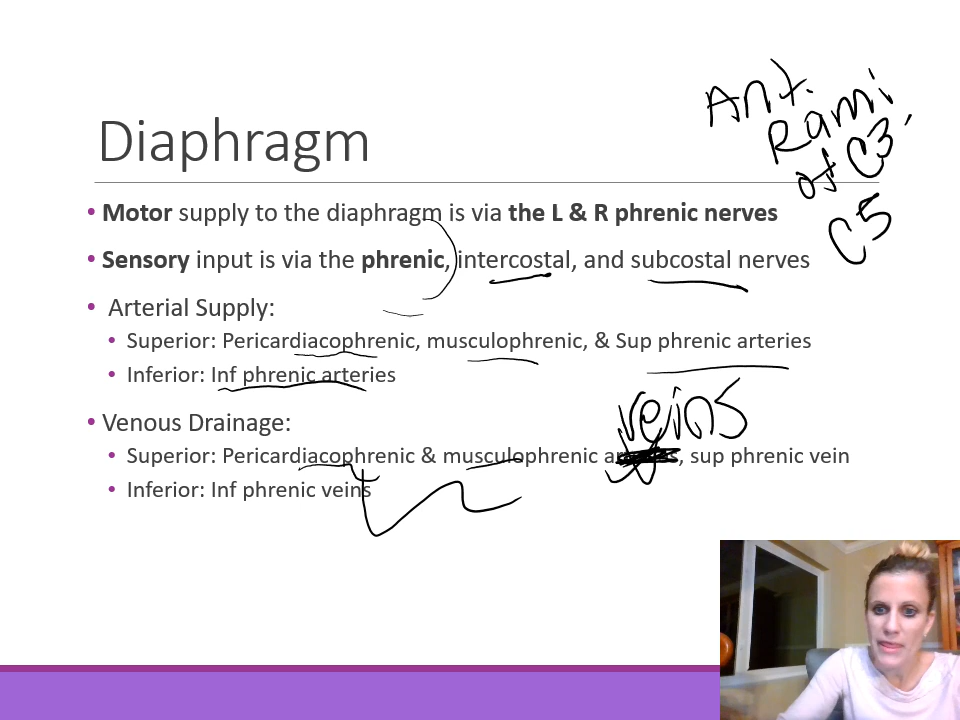 Ant.
Rami
of C3,
C5
Diaphragm
• Motor supply to the diaphragm is via the L & R phrenic nerves
• Sensory input is via the phrenic, intercostal, and subcostal nerves
• Arterial Supply:
• Superior: Pericardiacophrenic, musculophrenic, & Sup phrenic arteries
• Inferior: Inf phrenic arteries
veins
• Venous Drainage:
• Superior: Pericardiacophrenic & musculophrenic , sup phrenic vein
• Inferior: Inf phrenic veins